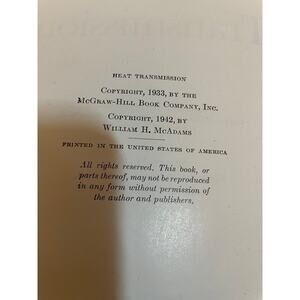 HEAT TRANSMISSION
COPYRIGHT, 1933, BY THE
MCGRAW-HILL BOOK COMPANY, INC.
COPYRIGHT, 1942, BY
WILLIAM H. MCADAMS
PRINTED IN THE UNITED STATES OF AMERICA
All rights reserved. This book, or
parts thereof, may not be reproduced
in any form without permission of
the author and publishers.